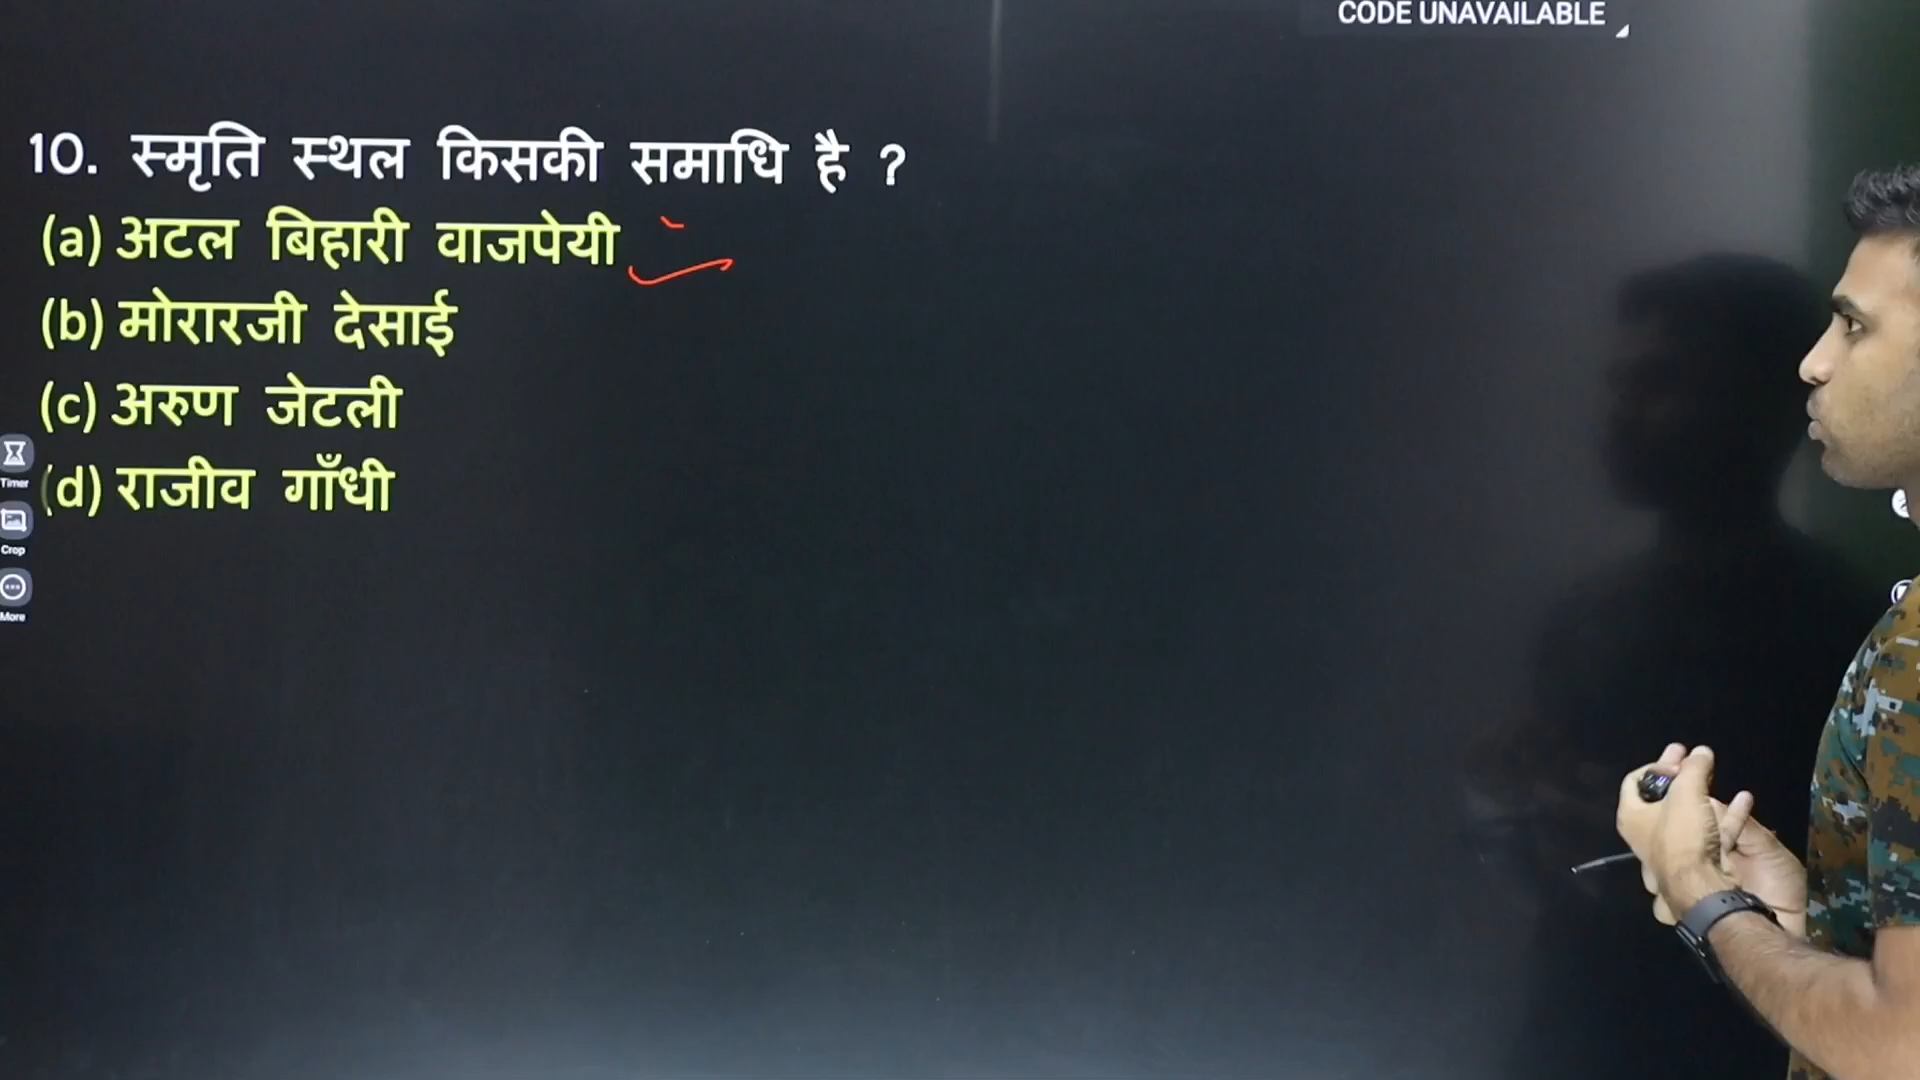 CODE UNAVAILABLE
10. स्मृति स्थल किसकी समाधि है ?
(a) अटल बिहारी वाजपेयी
(b) मोरारजी देसाई
(c) अरुण जेटली
(d) राजीव गाँधी
Timer
Crop
More